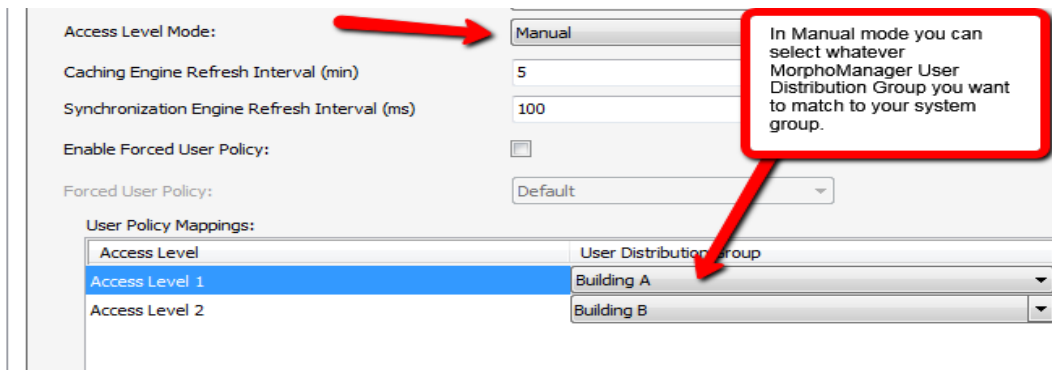 Access Level Mode:
Manual
In Manual mode you can
select whatever
MorphoManager User
Distribution Group you want
to match to your system
group.
Caching Engine Refresh Interval (min)
5
Synchronization Engine Refresh Interval (ms)
100
Enable Forced User Policy:
Forced User Policy:
Default
User Policy Mappings:
Access Level
User Distribution Group
Access Level 1
Building A
Access Level 2
Building B